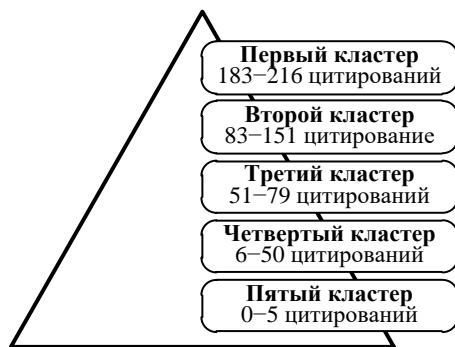 Первый кластер
183−216 цитирований
Второй кластер
83−151 цитирование
Третий кластер
51−79 цитирований
Четвертый кластер
6−50 цитирований
Пятый кластер
0−5 цитирований